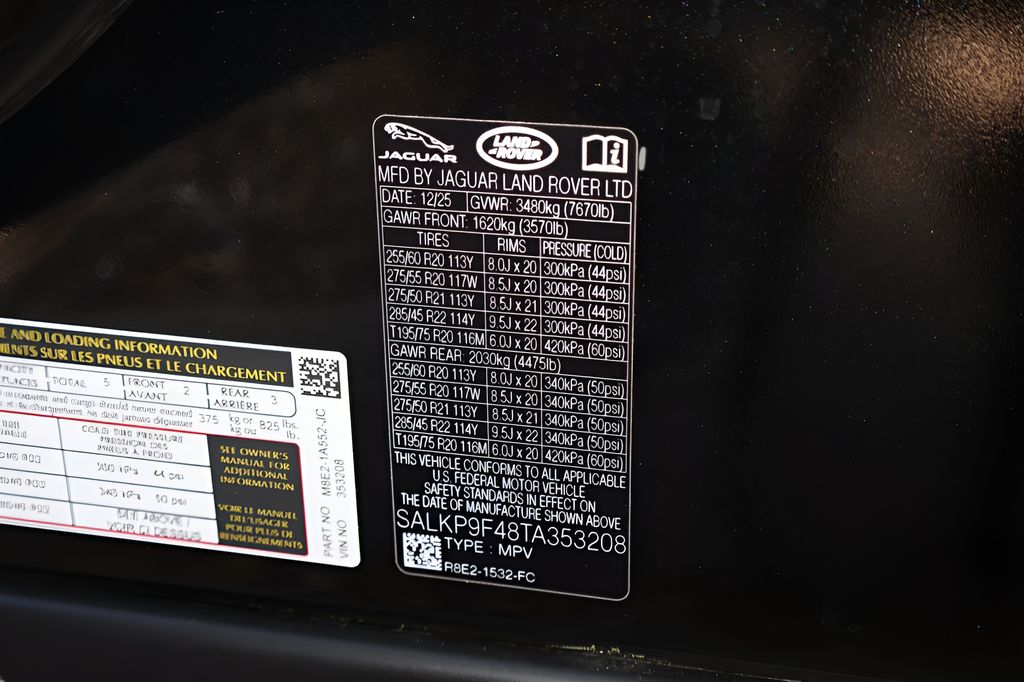 JAGUAR
LAND-
-ROVER
i
MFD BY JAGUAR LAND ROVER LTD
DATE: 12/25 GVWR: 3480kg (7670lb)
GAWR FRONT: 1620kg (3570lb)
TIRES RIMS PRESSURE (COLD)
255/60 R20 113Y 8.0J x 20 300kPa (44psi)
275/55 R20 117W 8.5J x 20 300kPa (44psi)
275/50 R21 113Y 8.5J x 21 300kPa (44psi)
285/45 R22 114Y 9.5J x 22 300kPa (44psi)
T195/75 R20 116M 6.0J x 20 420kPa (60psi)
GAWR REAR: 2030kg (4475lb)
255/60 R20 113Y 8.0J x 20 340kPa (50psi)
275/55 R20 117W 8.5J x 20 340kPa (50psi)
275/50 R21 113Y 8.5J x 21 340kPa (50psi)
285/45 R22 114Y 9.5J x 22 340kPa (50psi)
T195/75 R20 116M 6.0J x 20 420kPa (60psi)
THIS VEHICLE CONFORMS TO ALL APPLICABLE
U.S. FEDERAL MOTOR VEHICLE
SAFETY STANDARDS IN EFFECT ON
THE DATE OF MANUFACTURE SHOWN ABOVE
SALKP9F48TA353208
TYPE : MPV
R8E2-1532-FC
AND LOADING INFORMATION
SUR LES PNEUS ET LE CHARGEMENT
TOTAL 5 FRONT 2 REAR 3
AVANT ARRIÈRE
375 kg or 825 lbs.
kg ou lb.
SEE OWNER'S
MANUAL FOR
ADDITIONAL
INFORMATION
VOIR LE MANUEL
DE L'USAGER
POUR PLUS DE
RENSEIGNEMENTS
PART NO M8E2-1A552-JC
VIN NO 353208